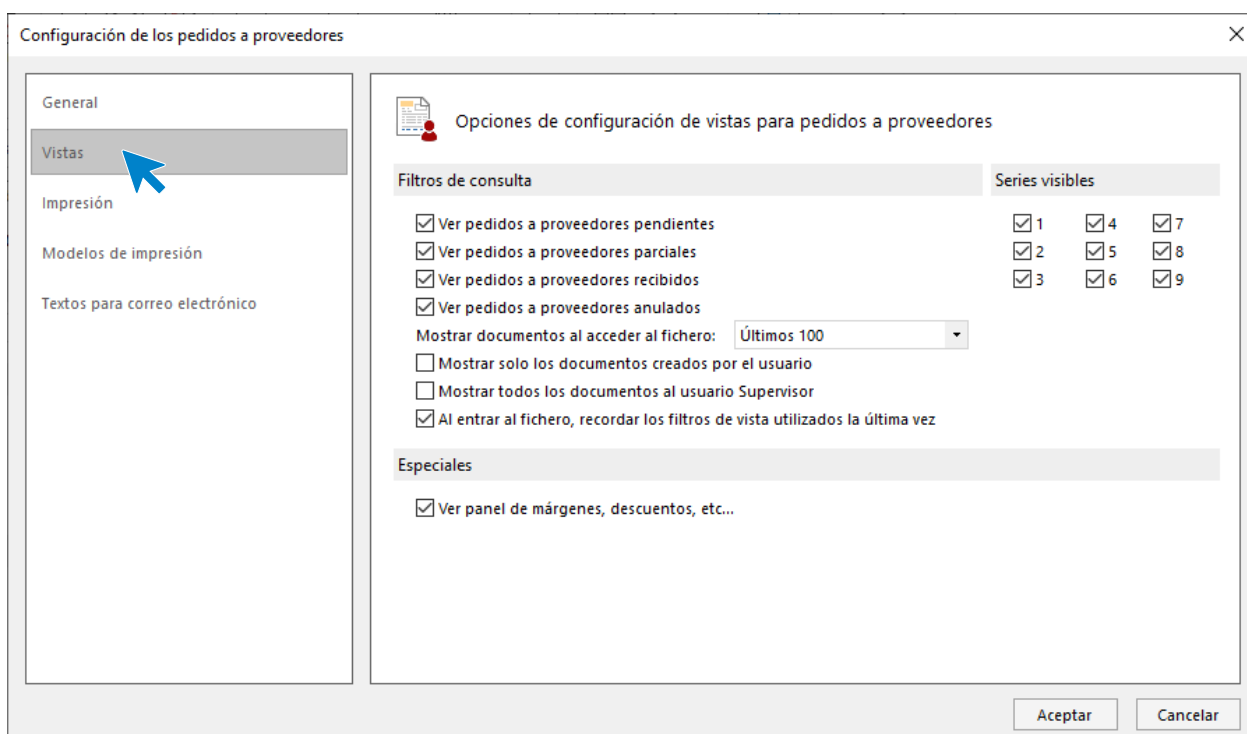 Configuración de los pedidos a proveedores
General
Vistas
Impresión
Modelos de impresión
Textos para correo electrónico
Opciones de configuración de vistas para pedidos a proveedores
Filtros de consulta
Ver pedidos a proveedores pendientes
Ver pedidos a proveedores parciales
Ver pedidos a proveedores recibidos
Ver pedidos a proveedores anulados
Mostrar documentos al acceder al fichero: Últimos 100
Mostrar solo los documentos creados por el usuario
Mostrar todos los documentos al usuario Supervisor
Al entrar al fichero, recordar los filtros de vista utilizados la última vez
Series visibles
1 4 7
2 5 8
3 6 9
Especiales
Ver panel de márgenes, descuentos, etc...
Aceptar Cancelar